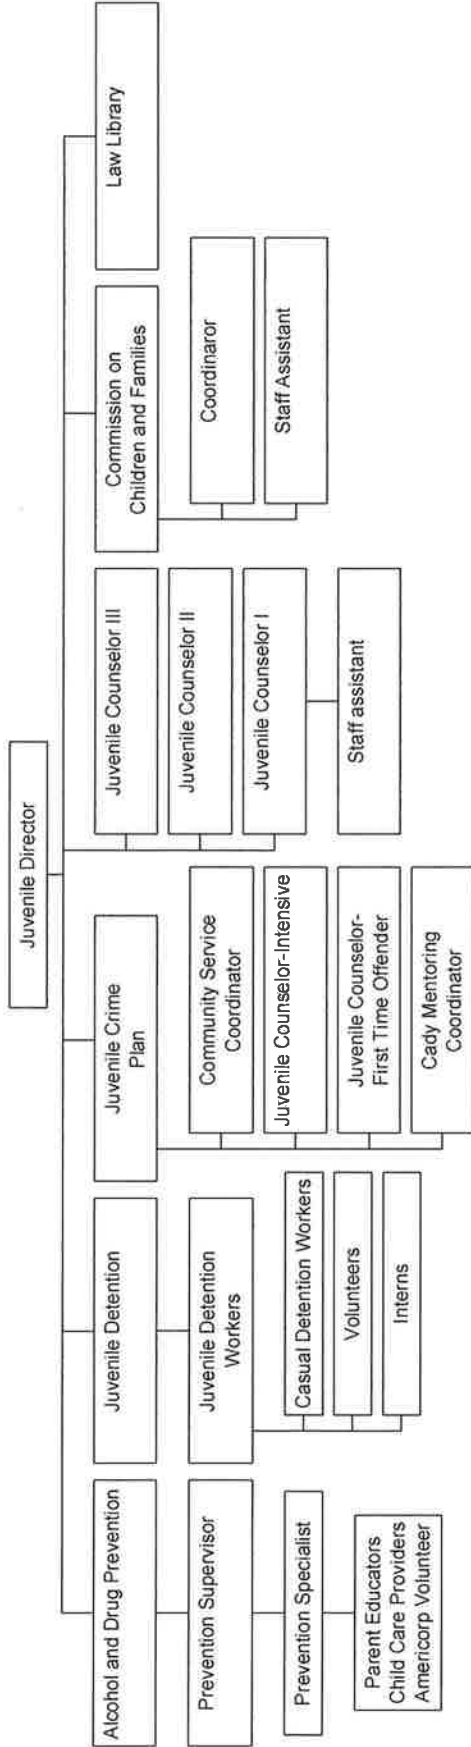 Juvenile Director
Alcohol and Drug Prevention
Prevention Supervisor
Prevention Specialist
Parent Educators
Child Care Providers
Americorp Volunteer
Juvenile Detention
Juvenile Detention
Workers
Casual Detention Workers
Volunteers
Interns
Juvenile Crime
Plan
Community Service
Coordinator
Juvenile Counselor-Intensive
Juvenile Counselor-
First Time Offender
Cady Mentoring
Coordinator
Juvenile Counselor III
Juvenile Counselor II
Juvenile Counselor I
Staff assistant
Commission on
Children and Families
Coordinaror
Staff Assistant
Law Library